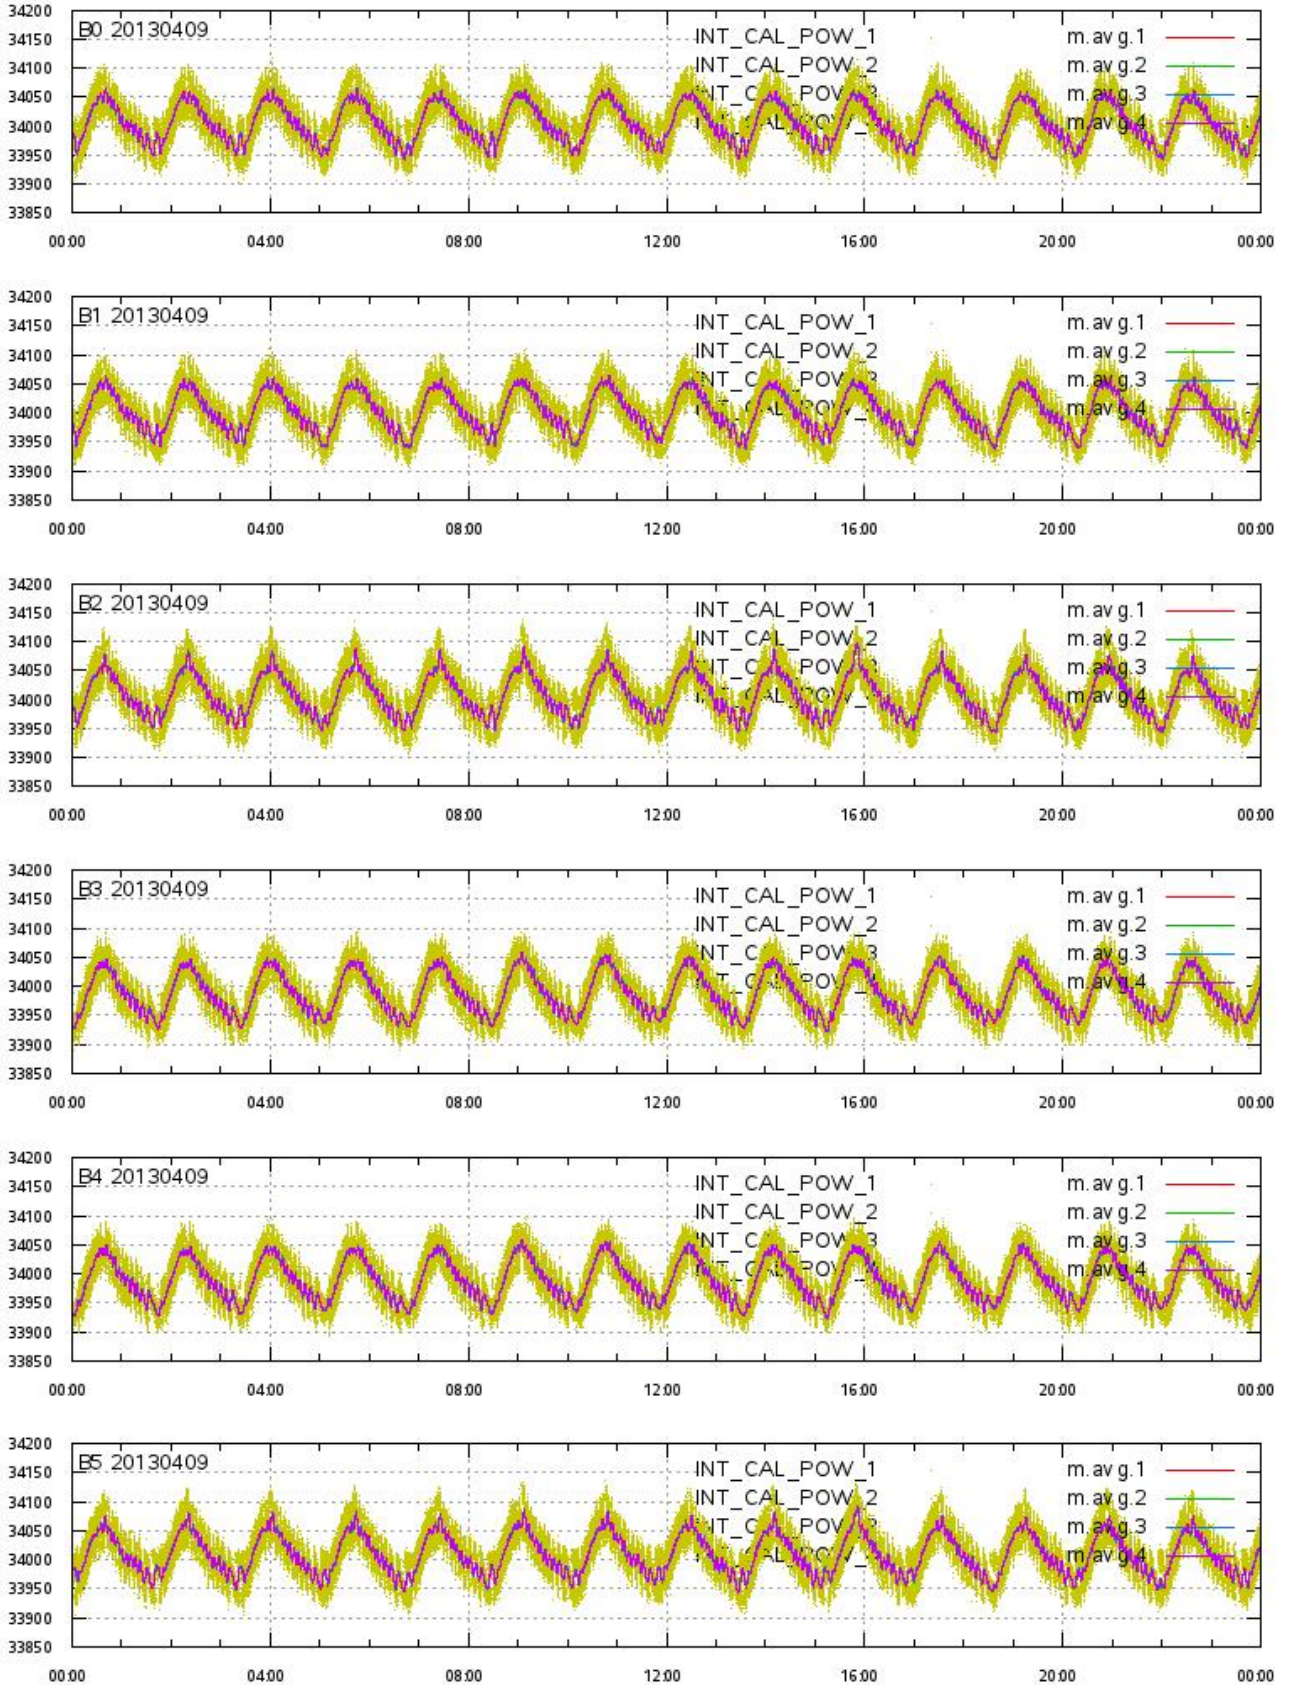 34200
B0 20130409 INT_CAL_POW_1 m.avg.1
34150
34100 INT_CAL_POW_2 m.avg.2
34050 m.avg.3
34000 m.avg.4
33950
33900
33850
00:00 04:00 08:00 12:00 16:00 20:00 00:00
34200
B1 20130409 INT_CAL_POW_1 m.avg.1
34150
34100 INT_CAL_POW_2 m.avg.2
34050 m.avg.3
34000 m.avg.4
33950
33900
33850
00:00 04:00 08:00 12:00 16:00 20:00 00:00
34200
B2 20130409 INT_CAL_POW_1 m.avg.1
34150
34100 INT_CAL_POW_2 m.avg.2
34050 m.avg.3
34000 m.avg.4
33950
33900
33850
00:00 04:00 08:00 12:00 16:00 20:00 00:00
34200
B3 20130409 INT_CAL_POW_1 m.avg.1
34150
34100 INT_CAL_POW_2 m.avg.2
34050 m.avg.3
34000 m.avg.4
33950
33900
33850
00:00 04:00 08:00 12:00 16:00 20:00 00:00
34200
B4 20130409 INT_CAL_POW_1 m.avg.1
34150
34100 INT_CAL_POW_2 m.avg.2
34050 m.avg.3
34000 m.avg.4
33950
33900
33850
00:00 04:00 08:00 12:00 16:00 20:00 00:00
34200
B5 20130409 INT_CAL_POW_1 m.avg.1
34150
34100 INT_CAL_POW_2 m.avg.2
34050 m.avg.3
34000 m.avg.4
33950
33900
33850
00:00 04:00 08:00 12:00 16:00 20:00 00:00